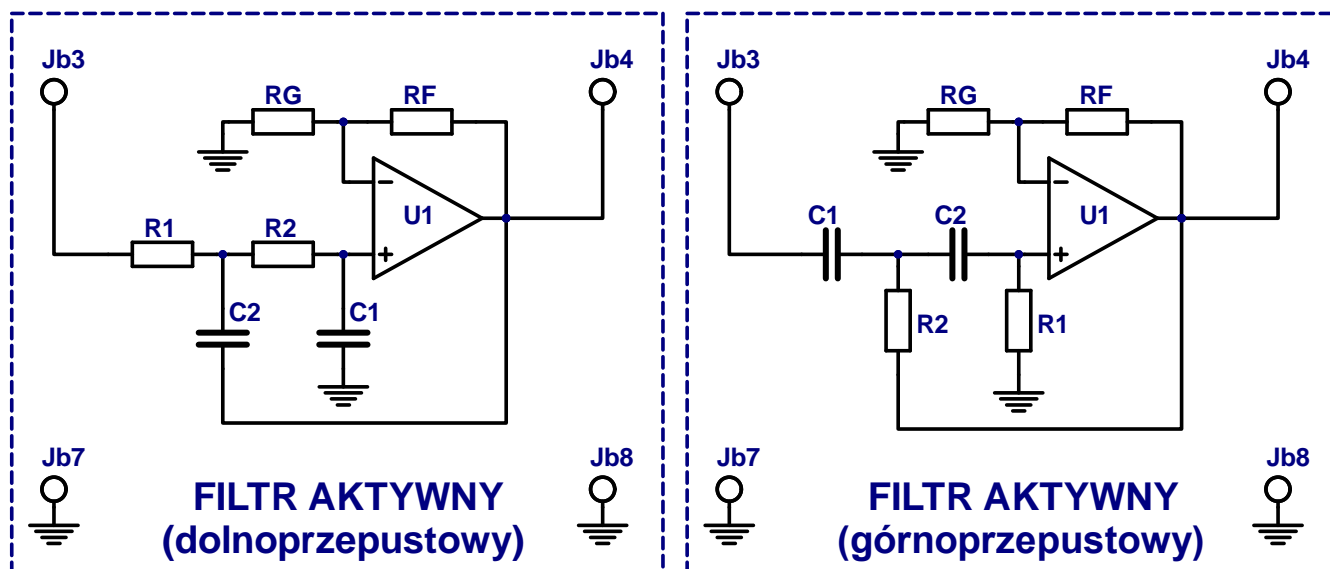 Jb3
Jb4
RG
RF
U1
R1
R2
C2
C1
Jb7
Jb8
FILTR AKTYWNY
(dolnoprzepustowy)
Jb3
Jb4
RG
RF
C1
C2
U1
R2
R1
Jb7
Jb8
FILTR AKTYWNY
(górnoprzepustowy)